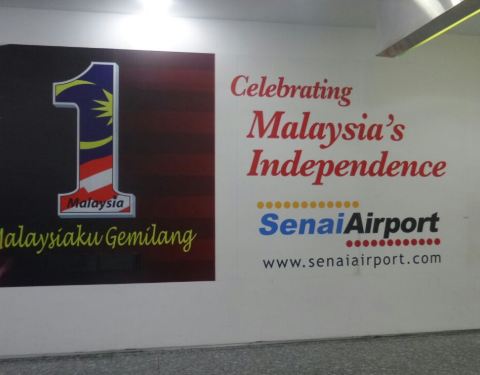 1
Malaysia
Malaysiaku Gemilang
Celebrating
Malaysia's
Independence
SenaiAirport
www.senaiairport.com